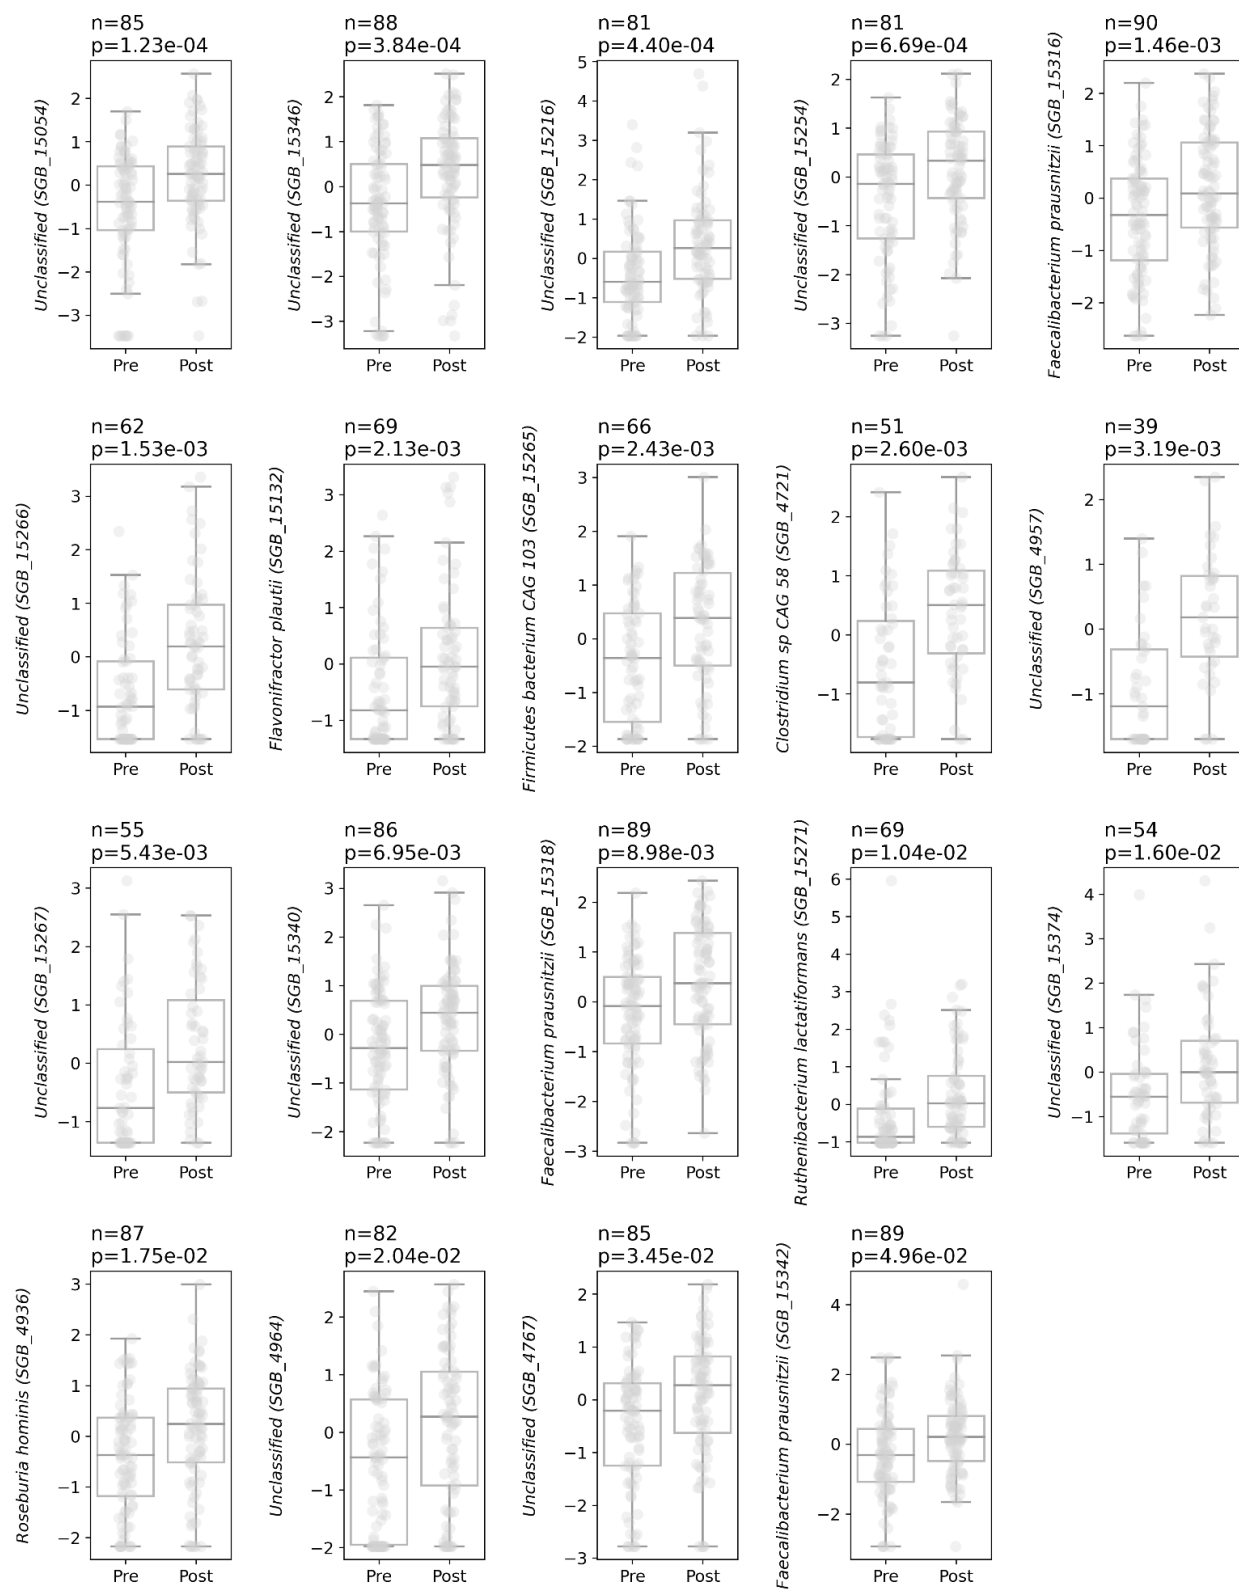 n=85
p=1.23e-04
Unclassified (SGB_15054)
2
1
0
−1
−2
−3
Pre Post
n=88
p=3.84e-04
Unclassified (SGB_15346)
2
1
0
−1
−2
−3
Pre Post
n=81
p=4.40e-04
Unclassified (SGB_15216)
5
4
3
2
1
0
−1
−2
Pre Post
n=81
p=6.69e-04
Unclassified (SGB_15254)
2
1
0
−1
−2
−3
Pre Post
n=90
p=1.46e-03
Faecalibacterium prausnitzii (SGB_15316)
2
1
0
−1
−2
Pre Post
n=62
p=1.53e-03
Unclassified (SGB_15266)
3
2
1
0
−1
Pre Post
n=69
p=2.13e-03
Flavonifractor plautii (SGB_15132)
3
2
1
0
−1
Pre Post
n=66
p=2.43e-03
Firmicutes bacterium CAG 103 (SGB_15265)
3
2
1
0
−1
−2
Pre Post
n=51
p=2.60e-03
Clostridium sp CAG 58 (SGB_4721)
2
1
0
−1
Pre Post
n=39
p=3.19e-03
Unclassified (SGB_4957)
2
1
0
−1
Pre Post
n=55
p=5.43e-03
Unclassified (SGB_15267)
3
2
1
0
−1
Pre Post
n=86
p=6.95e-03
Unclassified (SGB_15340)
3
2
1
0
−1
−2
Pre Post
n=89
p=8.98e-03
Faecalibacterium prausnitzii (SGB_15318)
2
1
0
−1
−2
−3
Pre Post
n=69
p=1.04e-02
Ruthenibacterium lactatiformans (SGB_15271)
6
5
4
3
2
1
0
−1
Pre Post
n=54
p=1.60e-02
Unclassified (SGB_15374)
4
3
2
1
0
−1
Pre Post
n=87
p=1.75e-02
Roseburia hominis (SGB_4936)
3
2
1
0
−1
−2
Pre Post
n=82
p=2.04e-02
Unclassified (SGB_4964)
2
1
0
−1
−2
Pre Post
n=85
p=3.45e-02
Unclassified (SGB_4767)
2
1
0
−1
−2
−3
Pre Post
n=89
p=4.96e-02
Faecalibacterium prausnitzii (SGB_15342)
4
2
0
−2
Pre Post